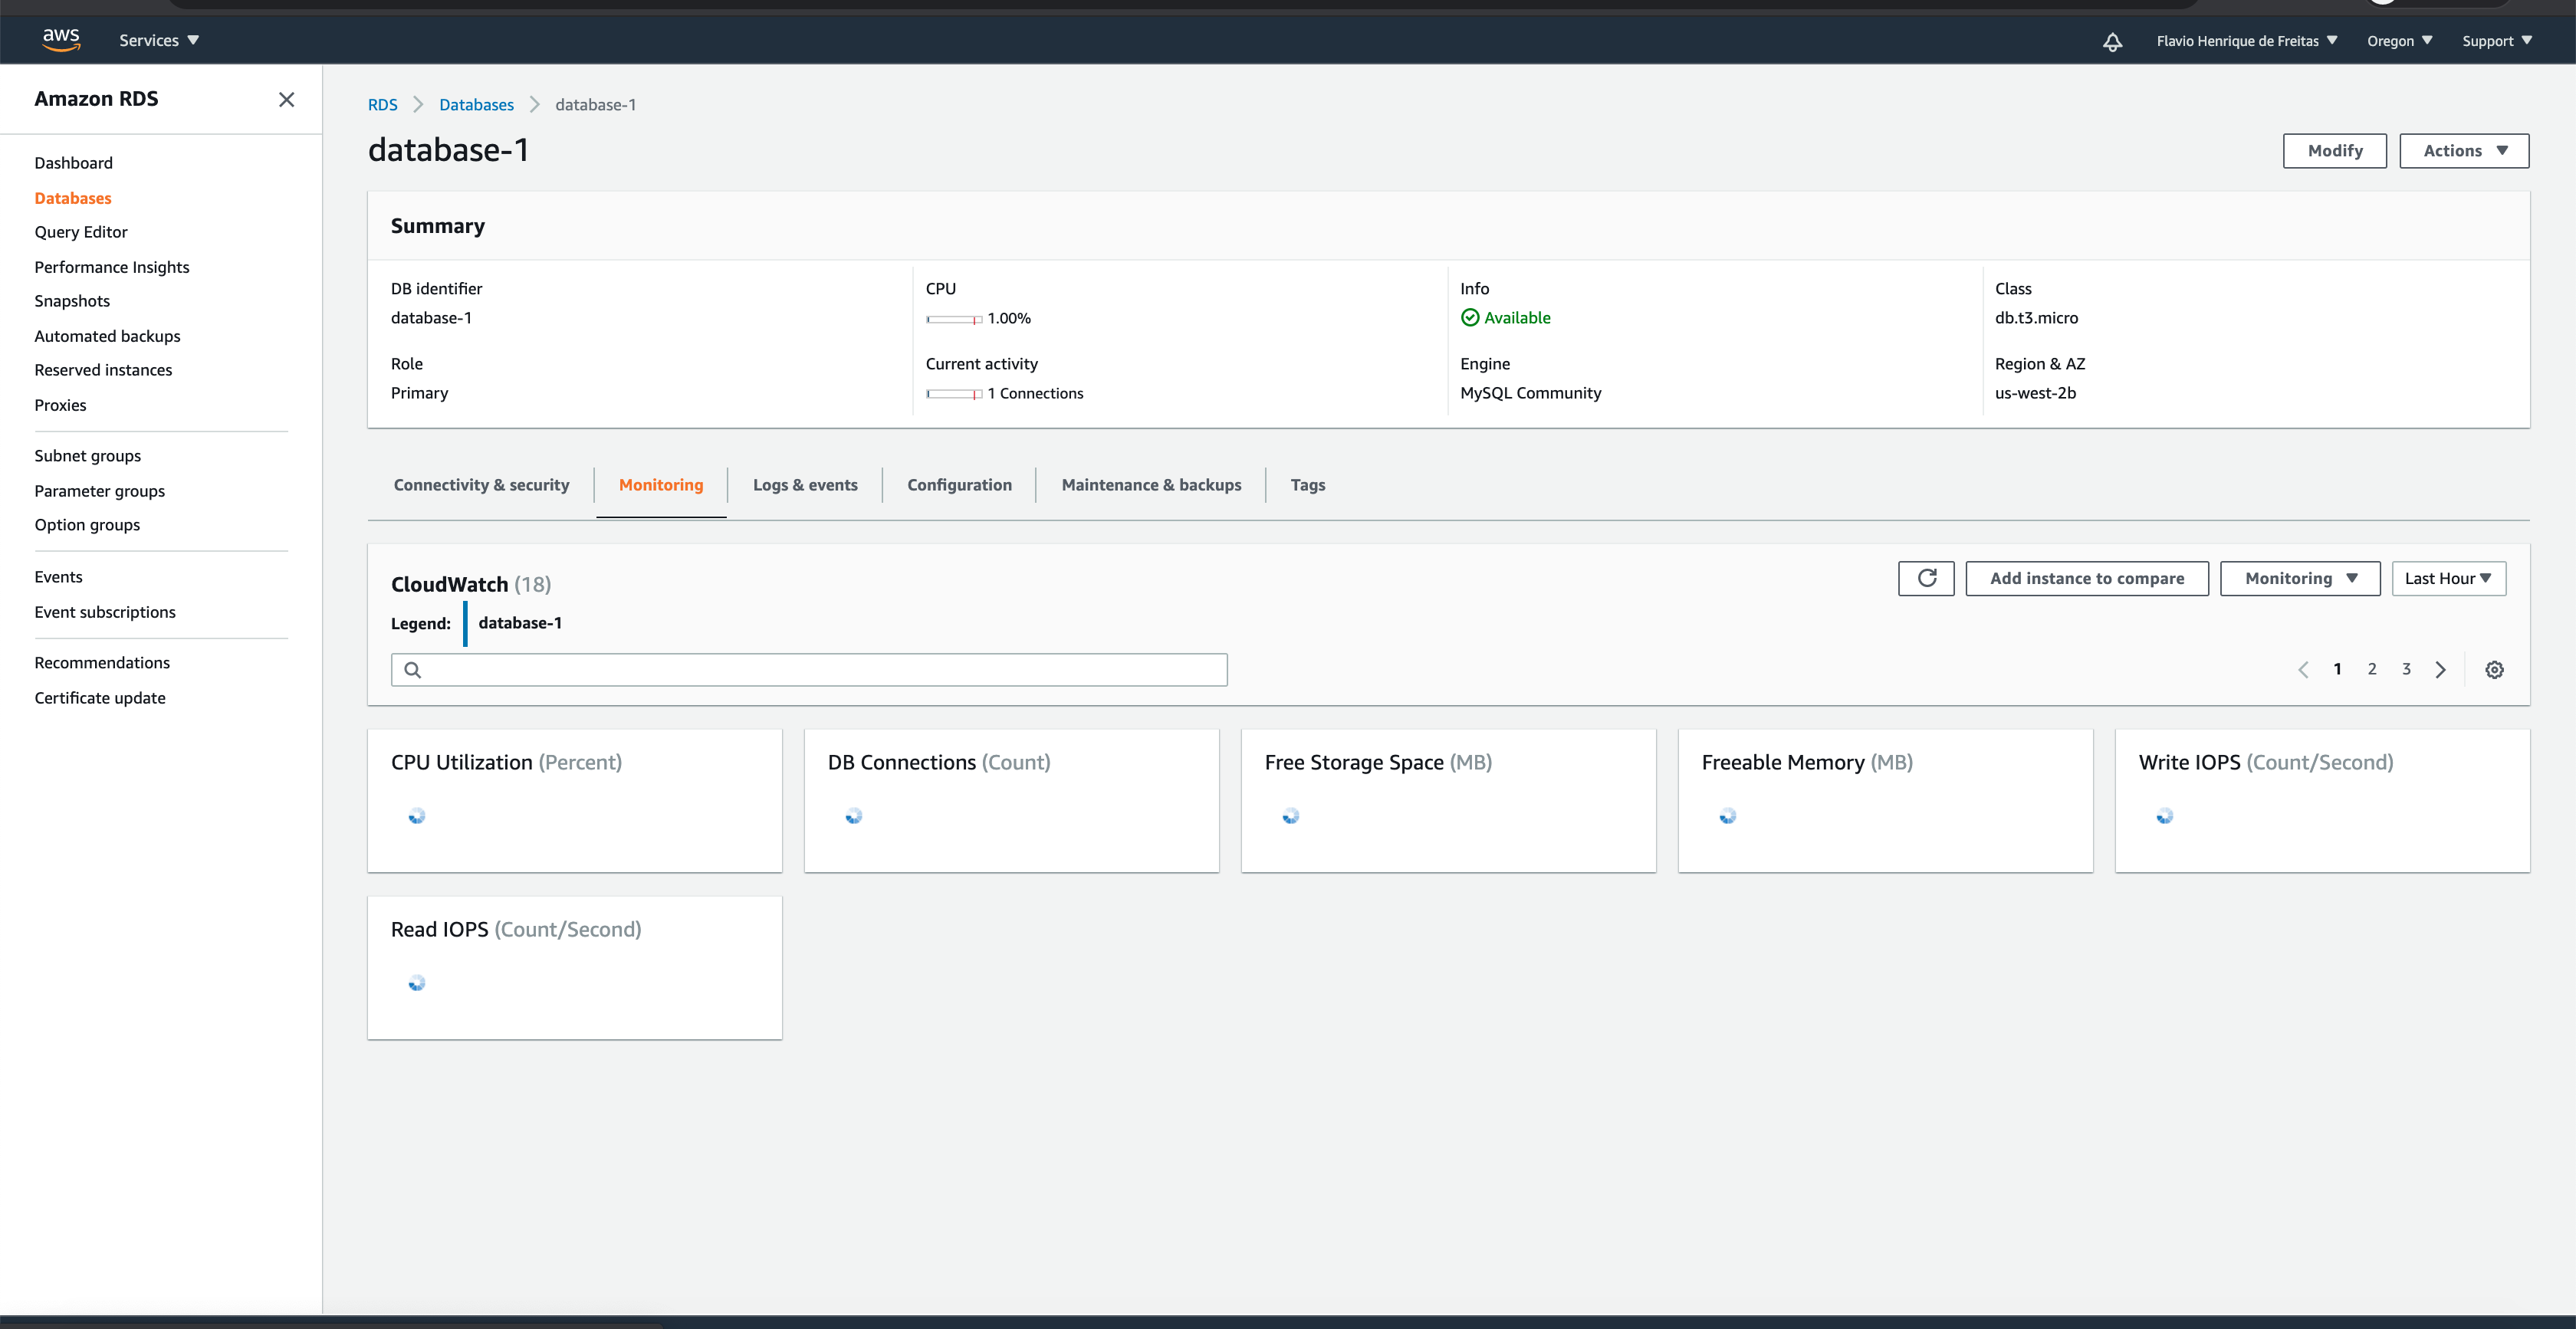 aws Services Flavio Henrique de Freitas Oregon Support
Amazon RDS
Dashboard
Databases
Query Editor
Performance Insights
Snapshots
Automated backups
Reserved instances
Proxies
Subnet groups
Parameter groups
Option groups
Events
Event subscriptions
Recommendations
Certificate update
RDS Databases database-1
database-1
Modify Actions
Summary
DB identifier
database-1
Role
Primary
CPU
1.00%
Current activity
1 Connections
Info
Available
Engine
MySQL Community
Class
db.t3.micro
Region & AZ
us-west-2b
Connectivity & security Monitoring Logs & events Configuration Maintenance & backups Tags
CloudWatch (18)
Add instance to compare Monitoring Last Hour
Legend: database-1
1 2 3
CPU Utilization (Percent)
DB Connections (Count)
Free Storage Space (MB)
Freeable Memory (MB)
Write IOPS (Count/Second)
Read IOPS (Count/Second)